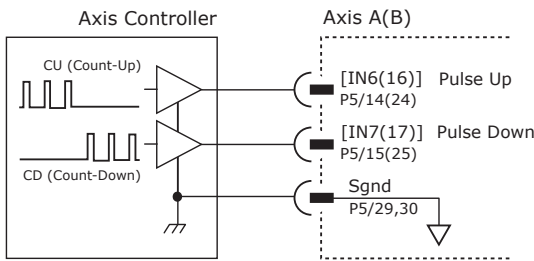 Axis Controller
Axis A(B)
CU (Count-Up)
[IN6(16)] Pulse Up
P5/14(24)
[IN7(17)] Pulse Down
P5/15(25)
CD (Count-Down)
Sgnd
P5/29,30